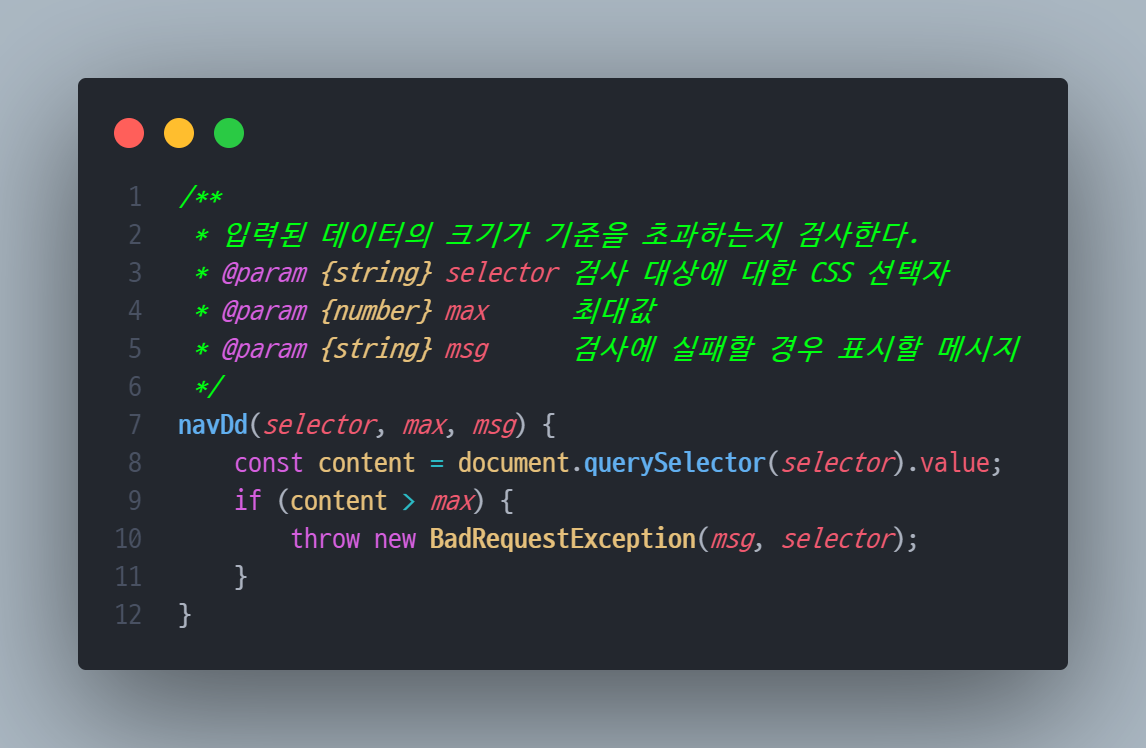 1 /**
2  * 입력된 데이터의 크기가 기준을 초과하는지 검사한다.
3  * @param {string} selector 검사 대상에 대한 CSS 선택자
4  * @param {number} max      최대값
5  * @param {string} msg      검사에 실패할 경우 표시할 메시지
6  */
7 navDd(selector, max, msg) {
8     const content = document.querySelector(selector).value;
9     if (content > max) {
10         throw new BadRequestException(msg, selector);
11     }
12 }